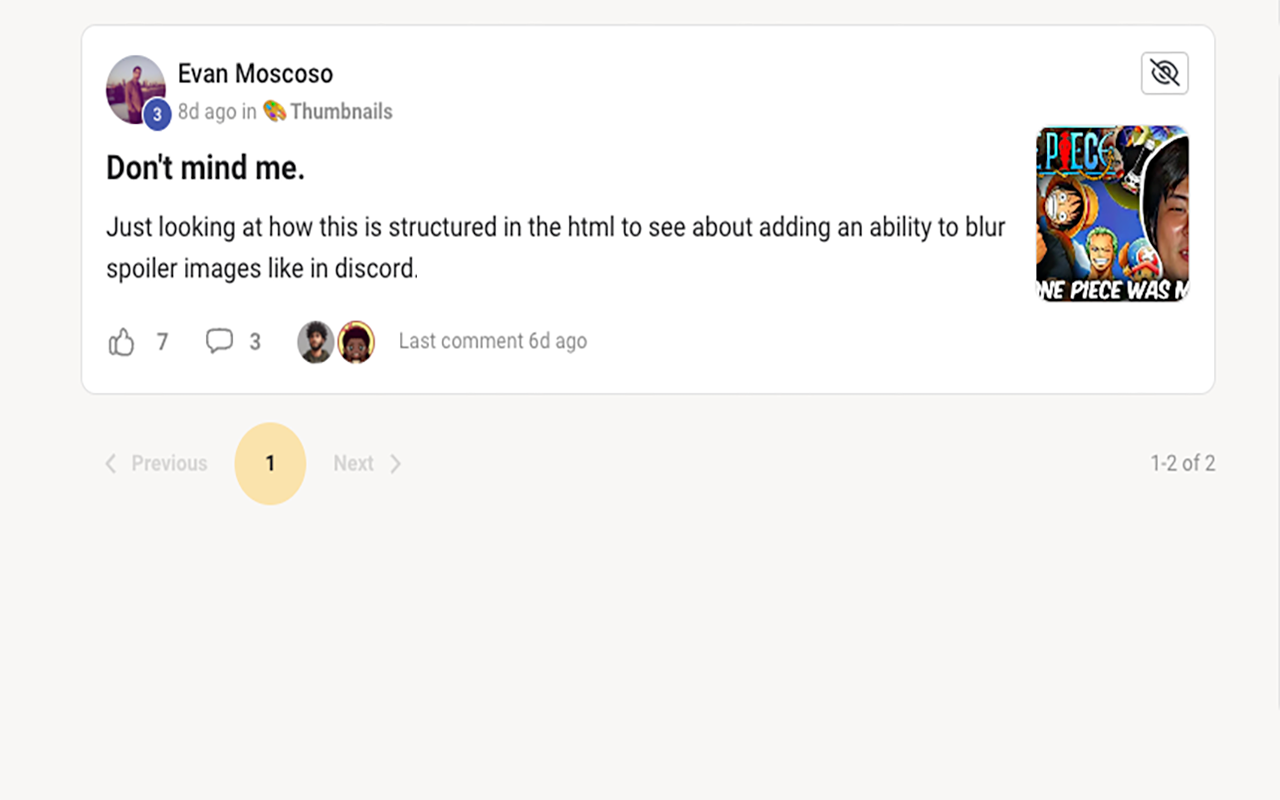 Evan Moscoso
3
8d ago in 🎨 Thumbnails
Don't mind me.
Just looking at how this is structured in the html to see about adding an ability to blur
spoiler images like in discord.
PIECE
NE PIECE WAS M
7
3
Last comment 6d ago
Previous
1
Next
1-2 of 2